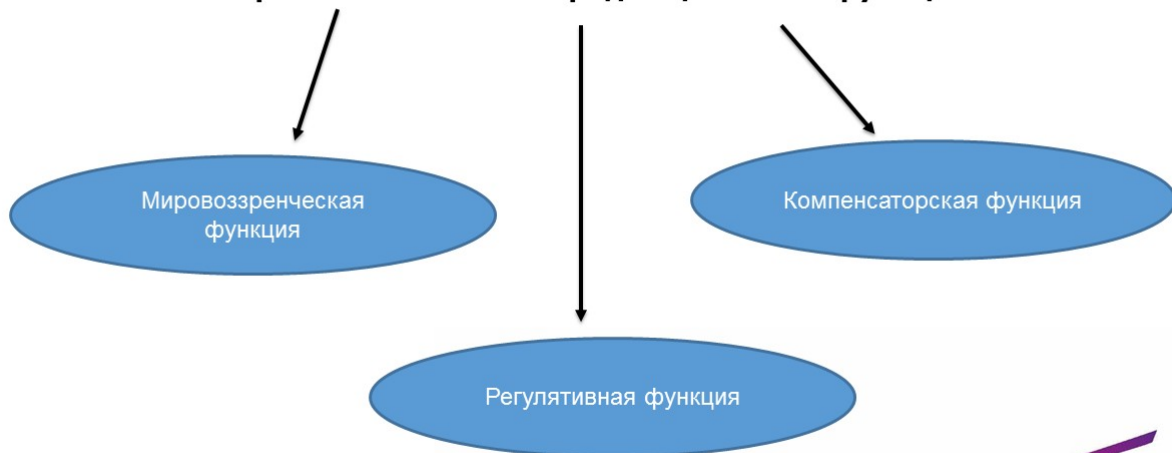 Мировоззренческая
функция
Компенсаторская функция
Регулятивная функция